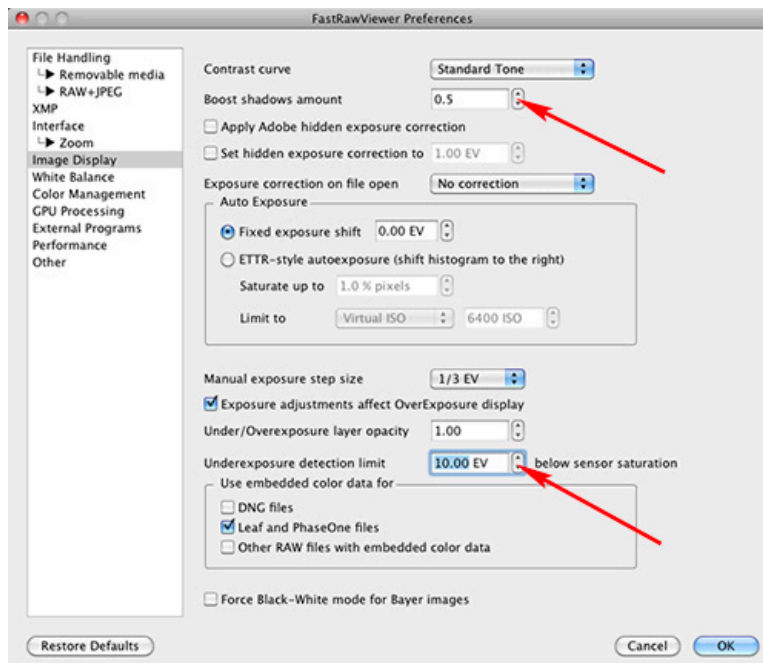 FastRawViewer Preferences
File Handling
Removable media
RAW+JPEG
XMP
Interface
Zoom
Image Display
White Balance
Color Management
GPU Processing
External Programs
Performance
Other
Contrast curve Standard Tone
Boost shadows amount 0.5
Apply Adobe hidden exposure correction
Set hidden exposure correction to 1.00 EV
Exposure correction on file open No correction
Auto Exposure
Fixed exposure shift 0.00 EV
ETTR-style autoexposure (shift histogram to the right)
Saturate up to 1.0 % pixels
Limit to Virtual ISO 6400 ISO
Manual exposure step size 1/3 EV
Exposure adjustments affect OverExposure display
Under/Overexposure layer opacity 1.00
Underexposure detection limit 10.00 EV below sensor saturation
Use embedded color data for
DNG files
Leaf and PhaseOne files
Other RAW files with embedded color data
Force Black-White mode for Bayer images
Restore Defaults Cancel OK